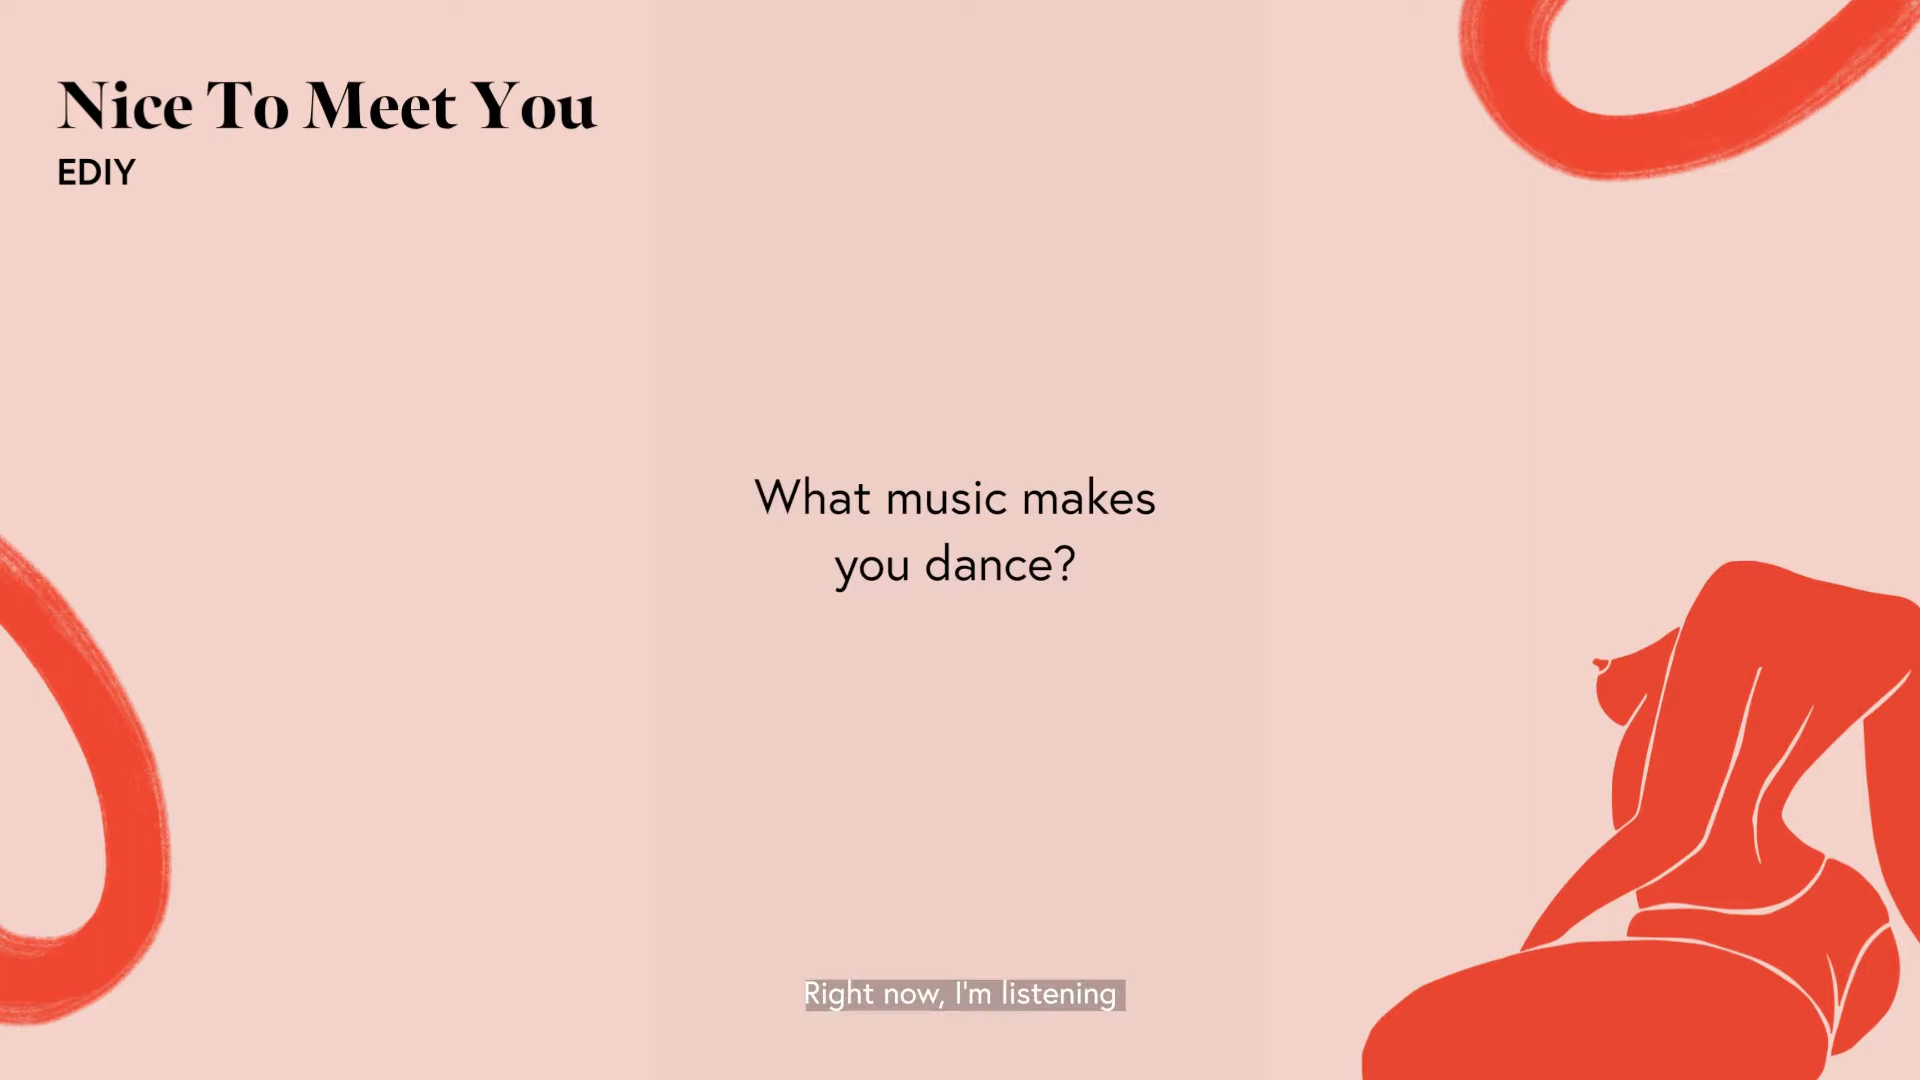 Nice To Meet You
EDIY
What music makes
you dance?
Right now, I'm listening